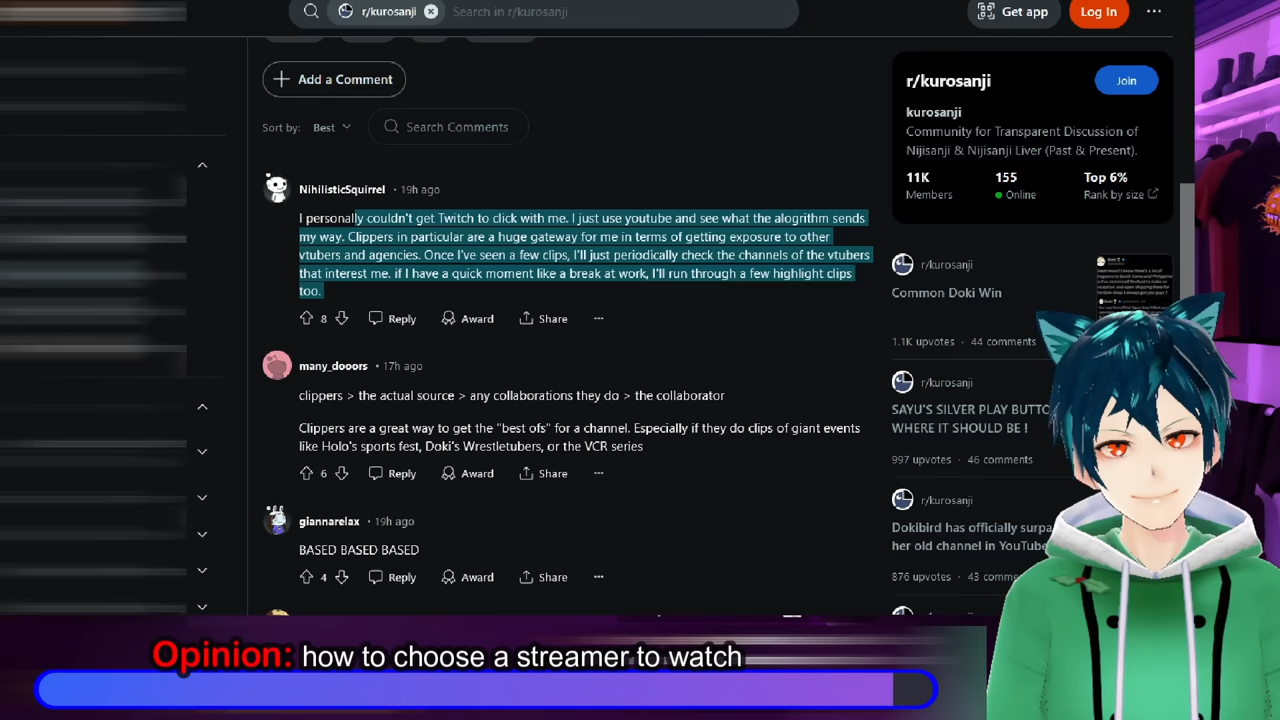 r/kurosanji
Search in r/kurosanji
Get app
Log In
Add a Comment
Sort by: Best
Search Comments
NihilisticSquirrel • 19h ago
I personally couldn't get Twitch to click with me. I just use youtube and see what the alogrithm sends
my way. Clippers in particular are a huge gateway for me in terms of getting exposure to other
vtubers and agencies. Once I've seen a few clips, I'll just periodically check the channels of the vtubers
that interest me. if I have a quick moment like a break at work, I'll run through a few highlight clips
too.
8 Reply Award Share
many_dooors • 17h ago
clippers > the actual source > any collaborations they do > the collaborator
Clippers are a great way to get the "best ofs" for a channel. Especially if they do clips of giant events
like Holo's sports fest, Doki's Wrestletubers, or the VCR series
6 Reply Award Share
giannarelax • 19h ago
BASED BASED BASED
4 Reply Award Share
r/kurosanji
Join
kurosanji
Community for Transparent Discussion of
Nijisanji & Nijisanji Liver (Past & Present).
11K 155 Top 6%
Members Online Rank by size
r/kurosanji
Common Doki Win
1.1K upvotes • 44 comments
r/kurosanji
SAYU'S SILVER PLAY BUTTO
WHERE IT SHOULD BE !
997 upvotes • 46 comments
r/kurosanji
Dokibird has officially surpa
her old channel in YouTube
876 upvotes • 43 comme
Opinion: how to choose a streamer to watch